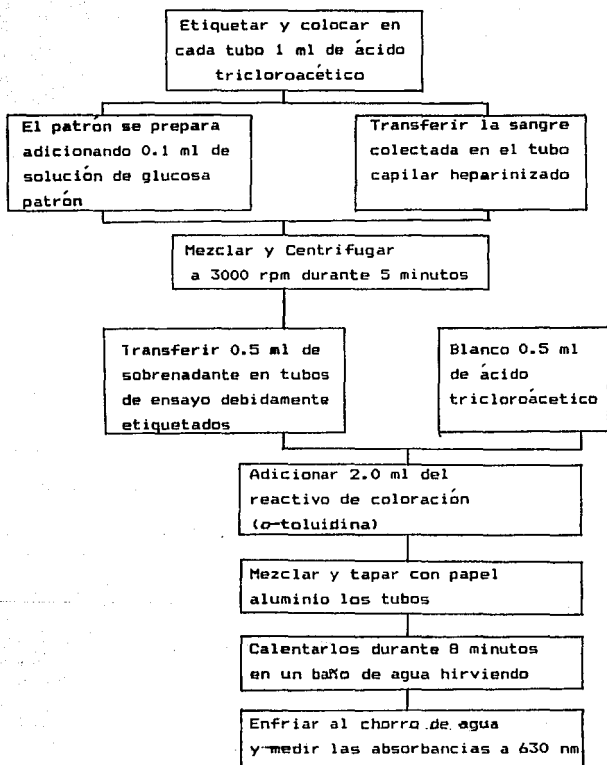 Etiquetar y colocar en
cada tubo 1 ml de ácido
tricloroacético
El patrón se prepara
adicionando 0.1 ml de
solución de glucosa
patrón
Transferir la sangre
colectada en el tubo
capilar heparinizado
Mezclar y Centrifugar
a 3000 rpm durante 5 minutos
Transferir 0.5 ml de
sobrenadante en tubos
de ensayo debidamente
etiquetados
Blanco 0.5 ml
de ácido
tricloroácetico
Adicionar 2.0 ml del
reactivo de coloración
(o-toluidina)
Mezclar y tapar con papel
aluminio los tubos
Calentarlos durante 8 minutos
en un baño de agua hirviendo
Enfriar al chorro de agua
y medir las absorbancias a 630 nm